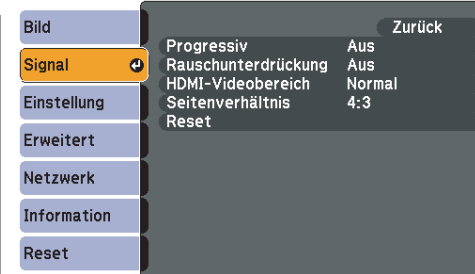 Bild
Signal
Einstellung
Erweitert
Netzwerk
Information
Reset
Zurück
Progressiv Aus
Rauschunterdrückung Aus
HDMI-Videobereich Normal
Seitenverhältnis 4:3
Reset